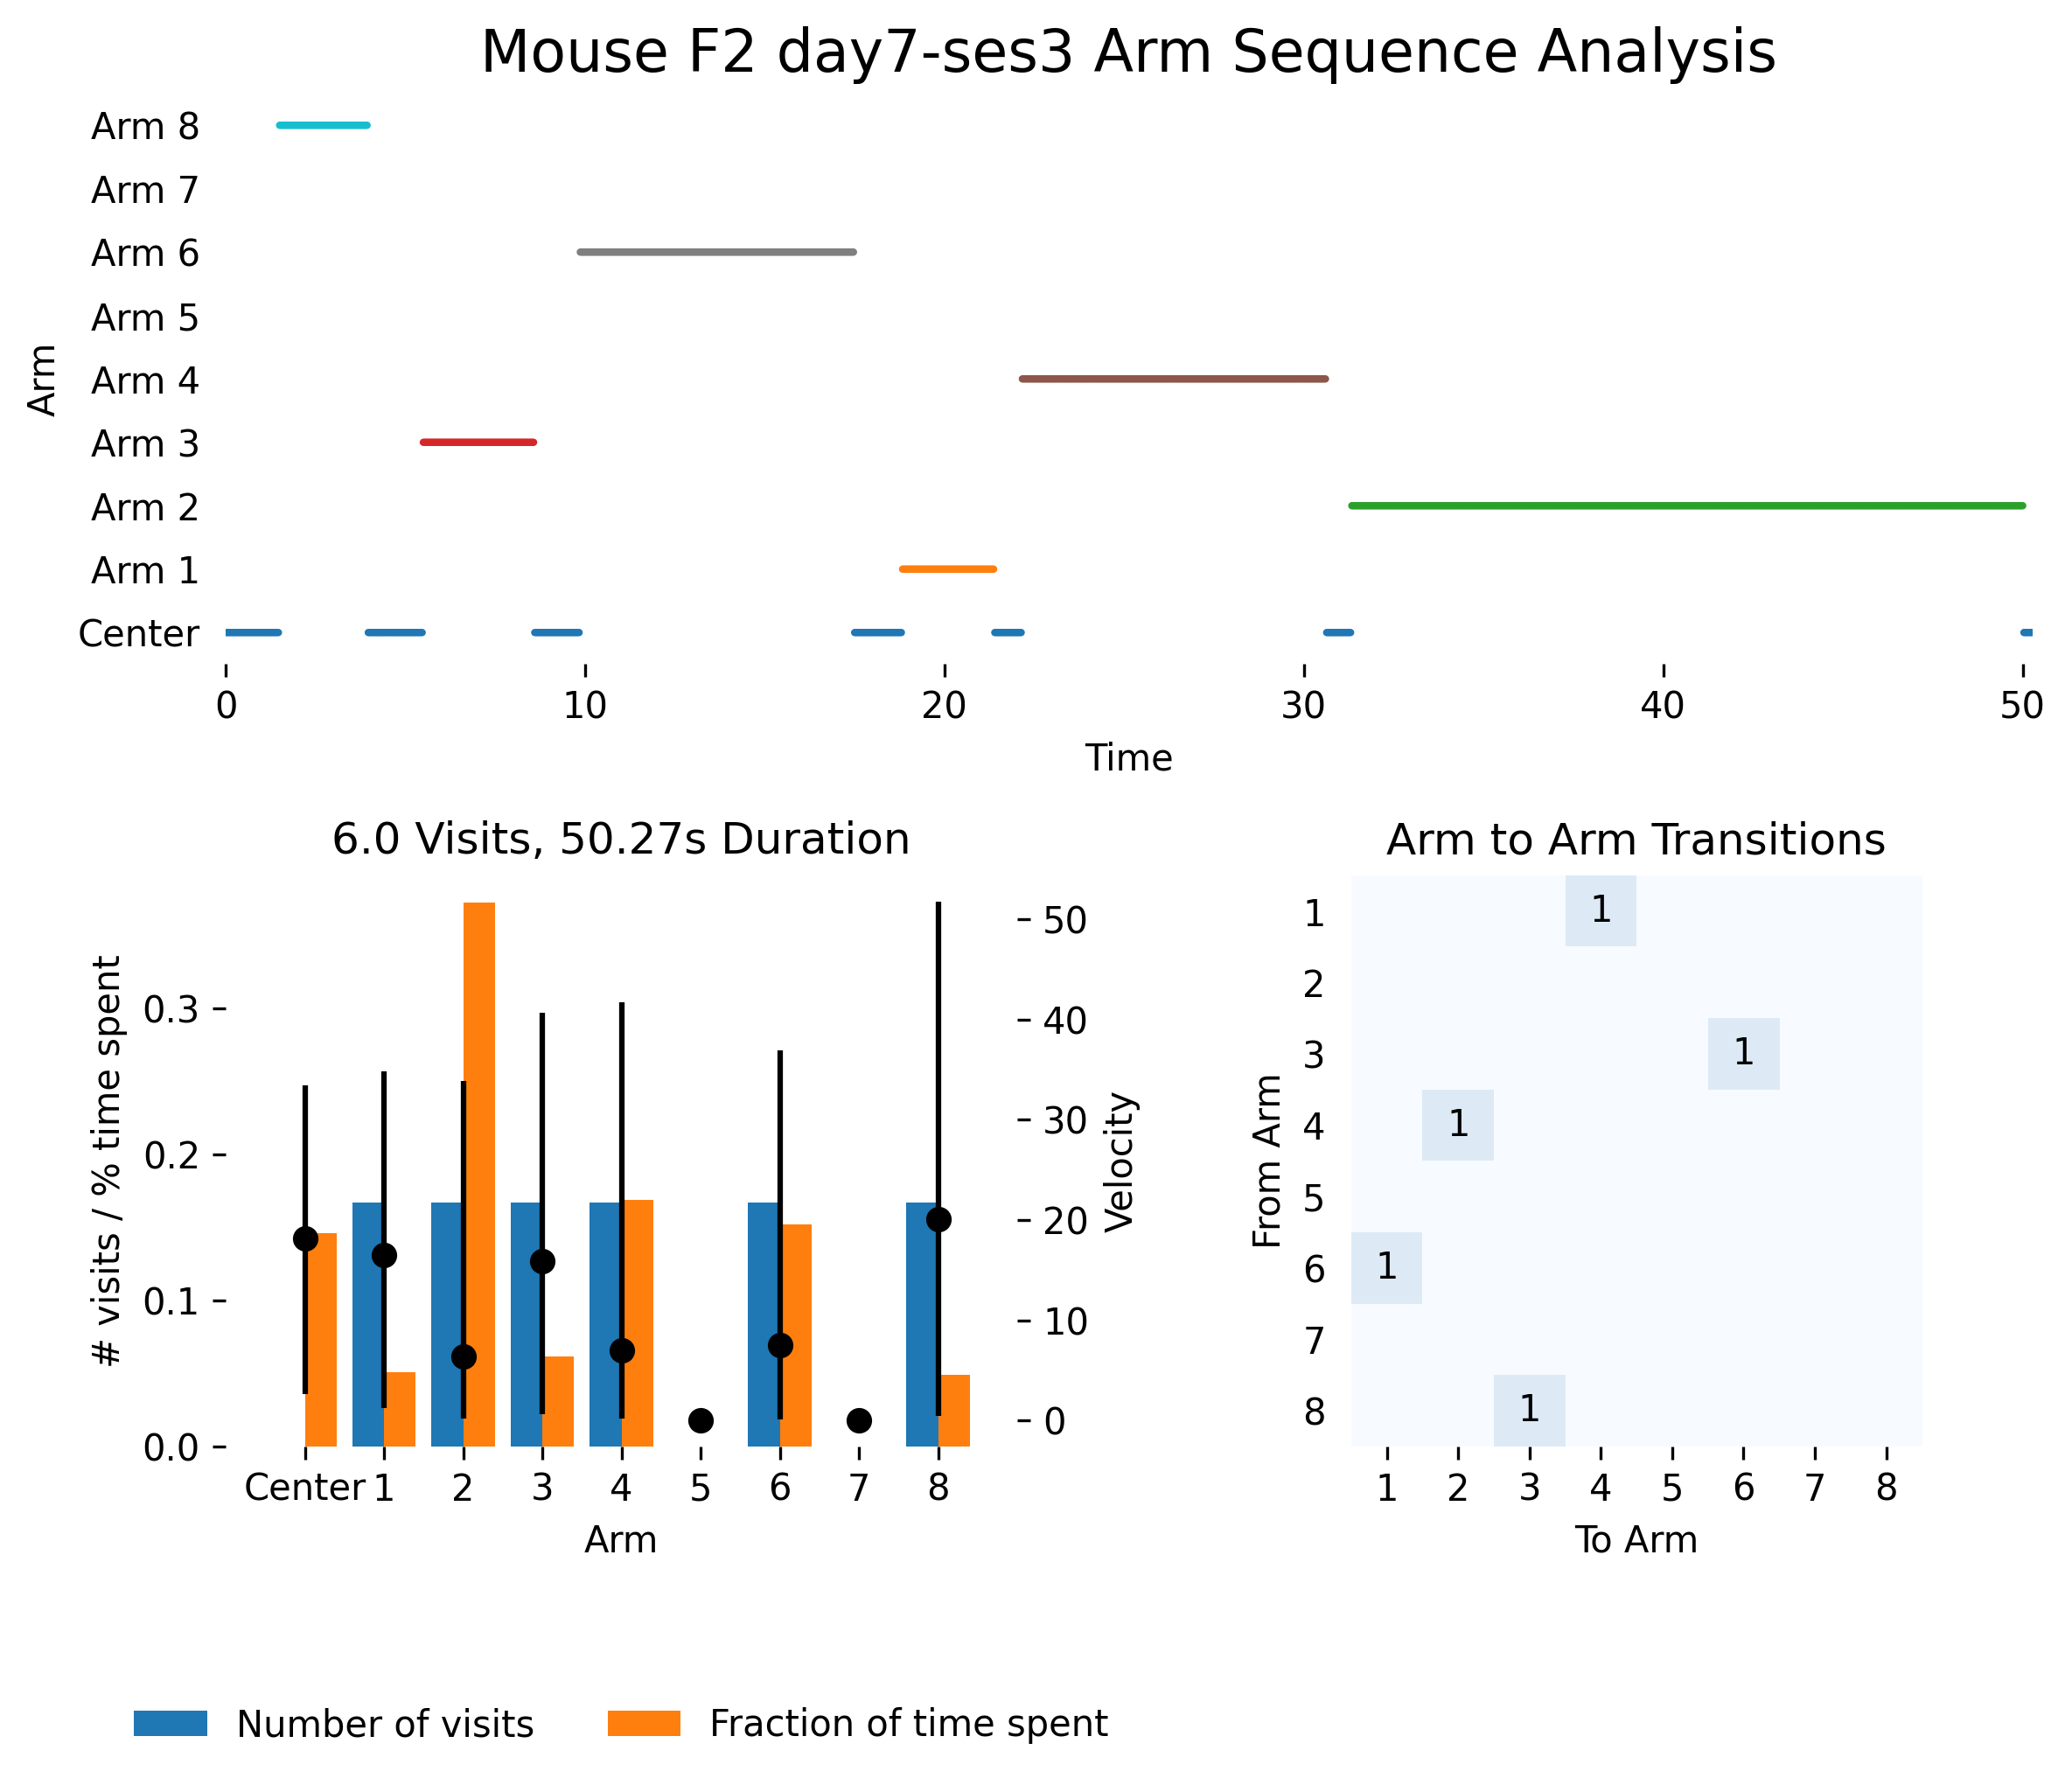 Mouse F2 day7-ses3 Arm Sequence Analysis
Arm
Arm 8
Arm 7
Arm 6
Arm 5
Arm 4
Arm 3
Arm 2
Arm 1
Center
0 10 20 30 40 50
Time
6.0 Visits, 50.27s Duration
# visits / % time spent
0.3
0.2
0.1
0.0
50
40
30
20
10
0
Velocity
Center 1 2 3 4 5 6 7 8
Arm
Arm to Arm Transitions
From Arm
1 1
2
3 1
4 1
5
6 1
7
8 1
1 2 3 4 5 6 7 8
To Arm
Number of visits Fraction of time spent